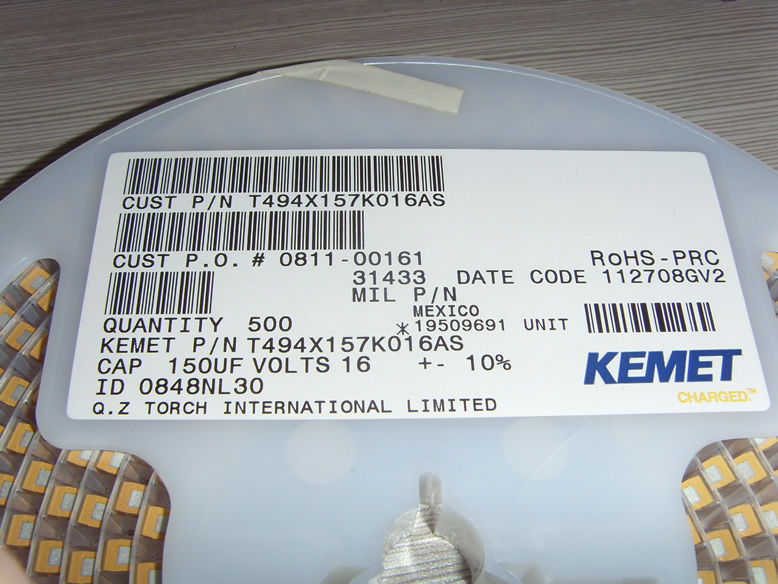 CUST P/N T494X157K016AS
CUST P.O. # 0811-00161
RoHS-PRC
31433 DATE CODE 112708GV2
MIL P/N
MEXICO
QUANTITY 500 *19509691 UNIT
KEMET P/N T494X157K016AS
CAP 150UF VOLTS 16 +- 10%
ID 0848NL30
Q.Z TORCH INTERNATIONAL LIMITED
KEMET
CHARGED.™